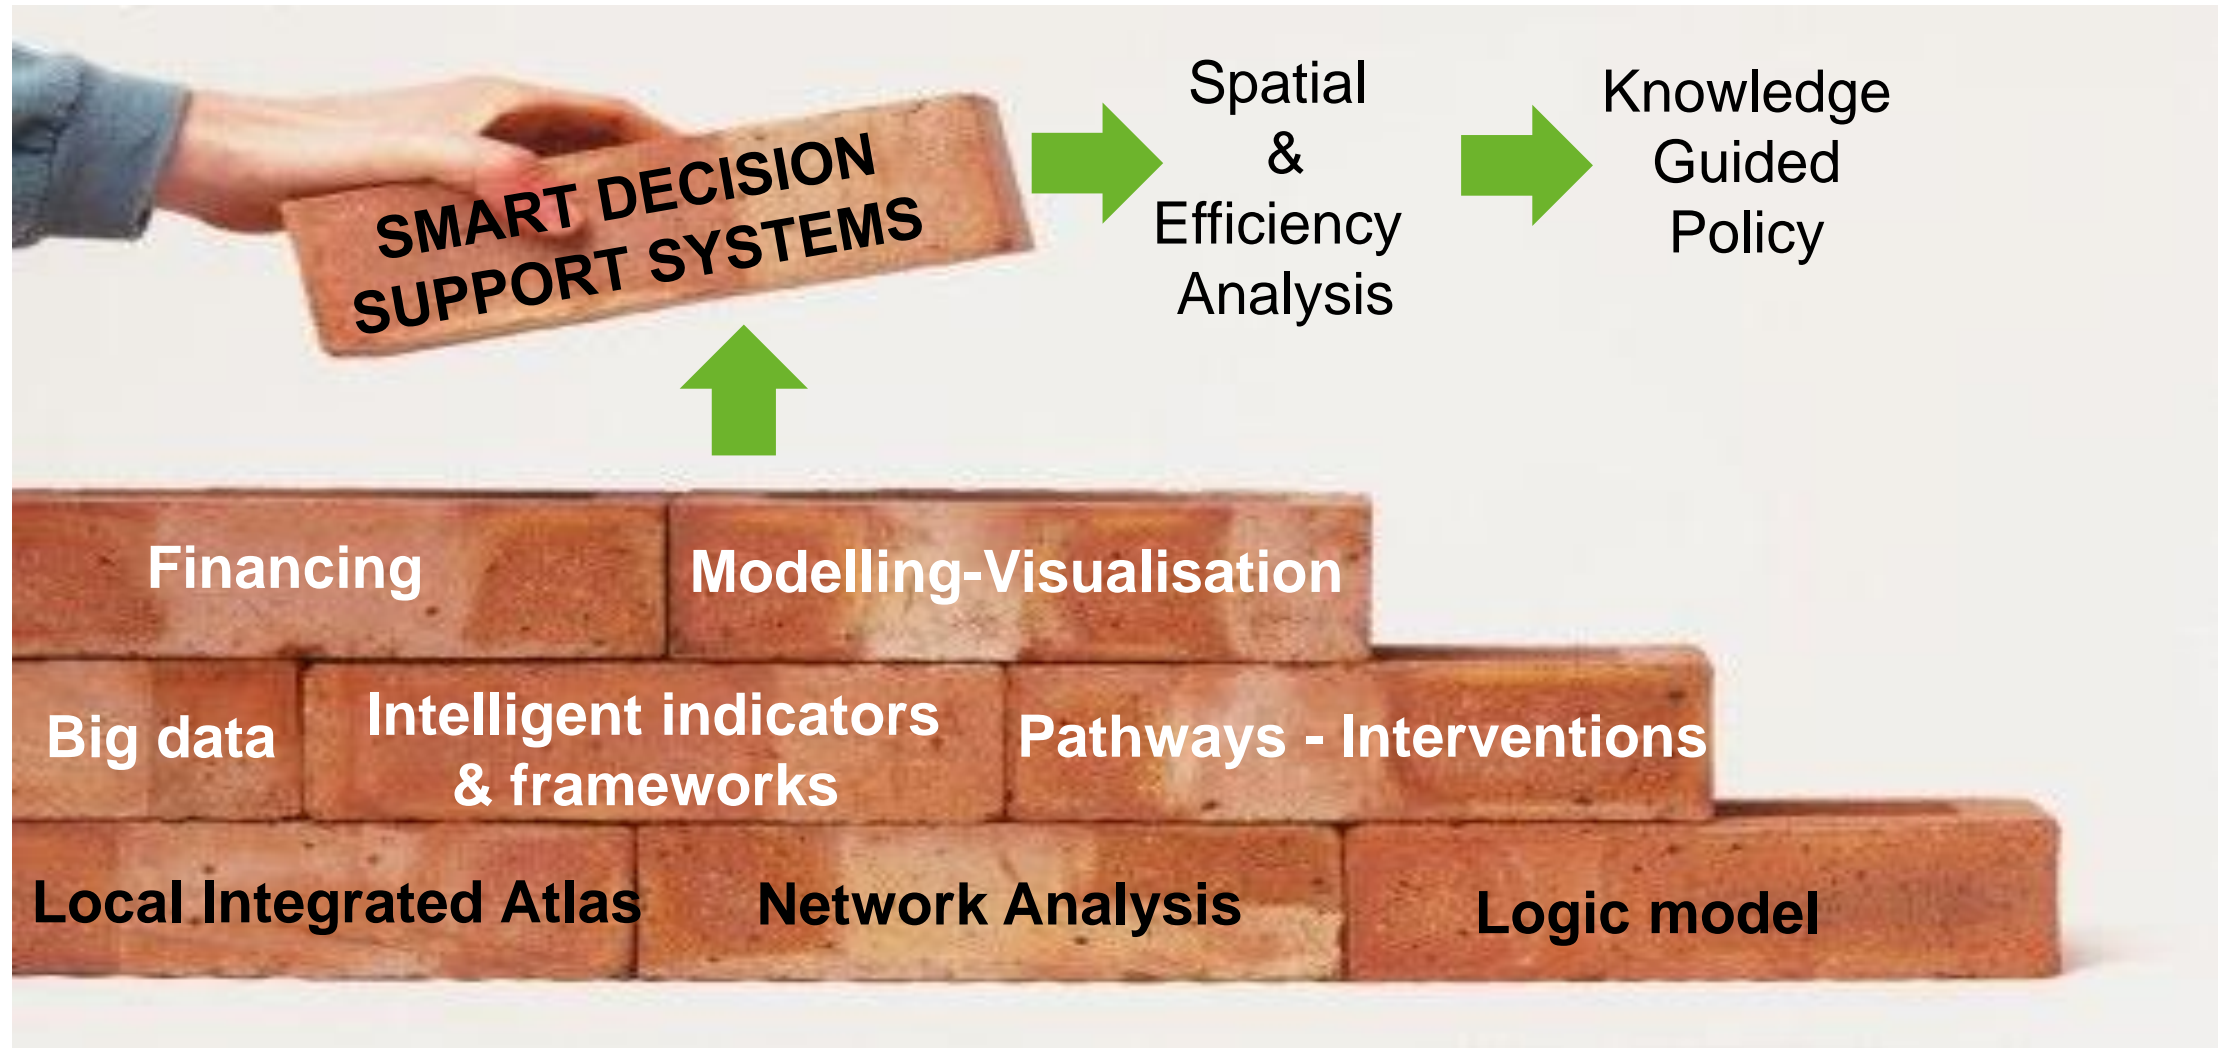 SMART DECISION
SUPPORT SYSTEMS
Spatial
&
Efficiency
Analysis
Knowledge
Guided
Policy
Financing
Modelling-Visualisation
Big data
Intelligent indicators
& frameworks
Pathways - Interventions
Local Integrated Atlas
Network Analysis
Logic model